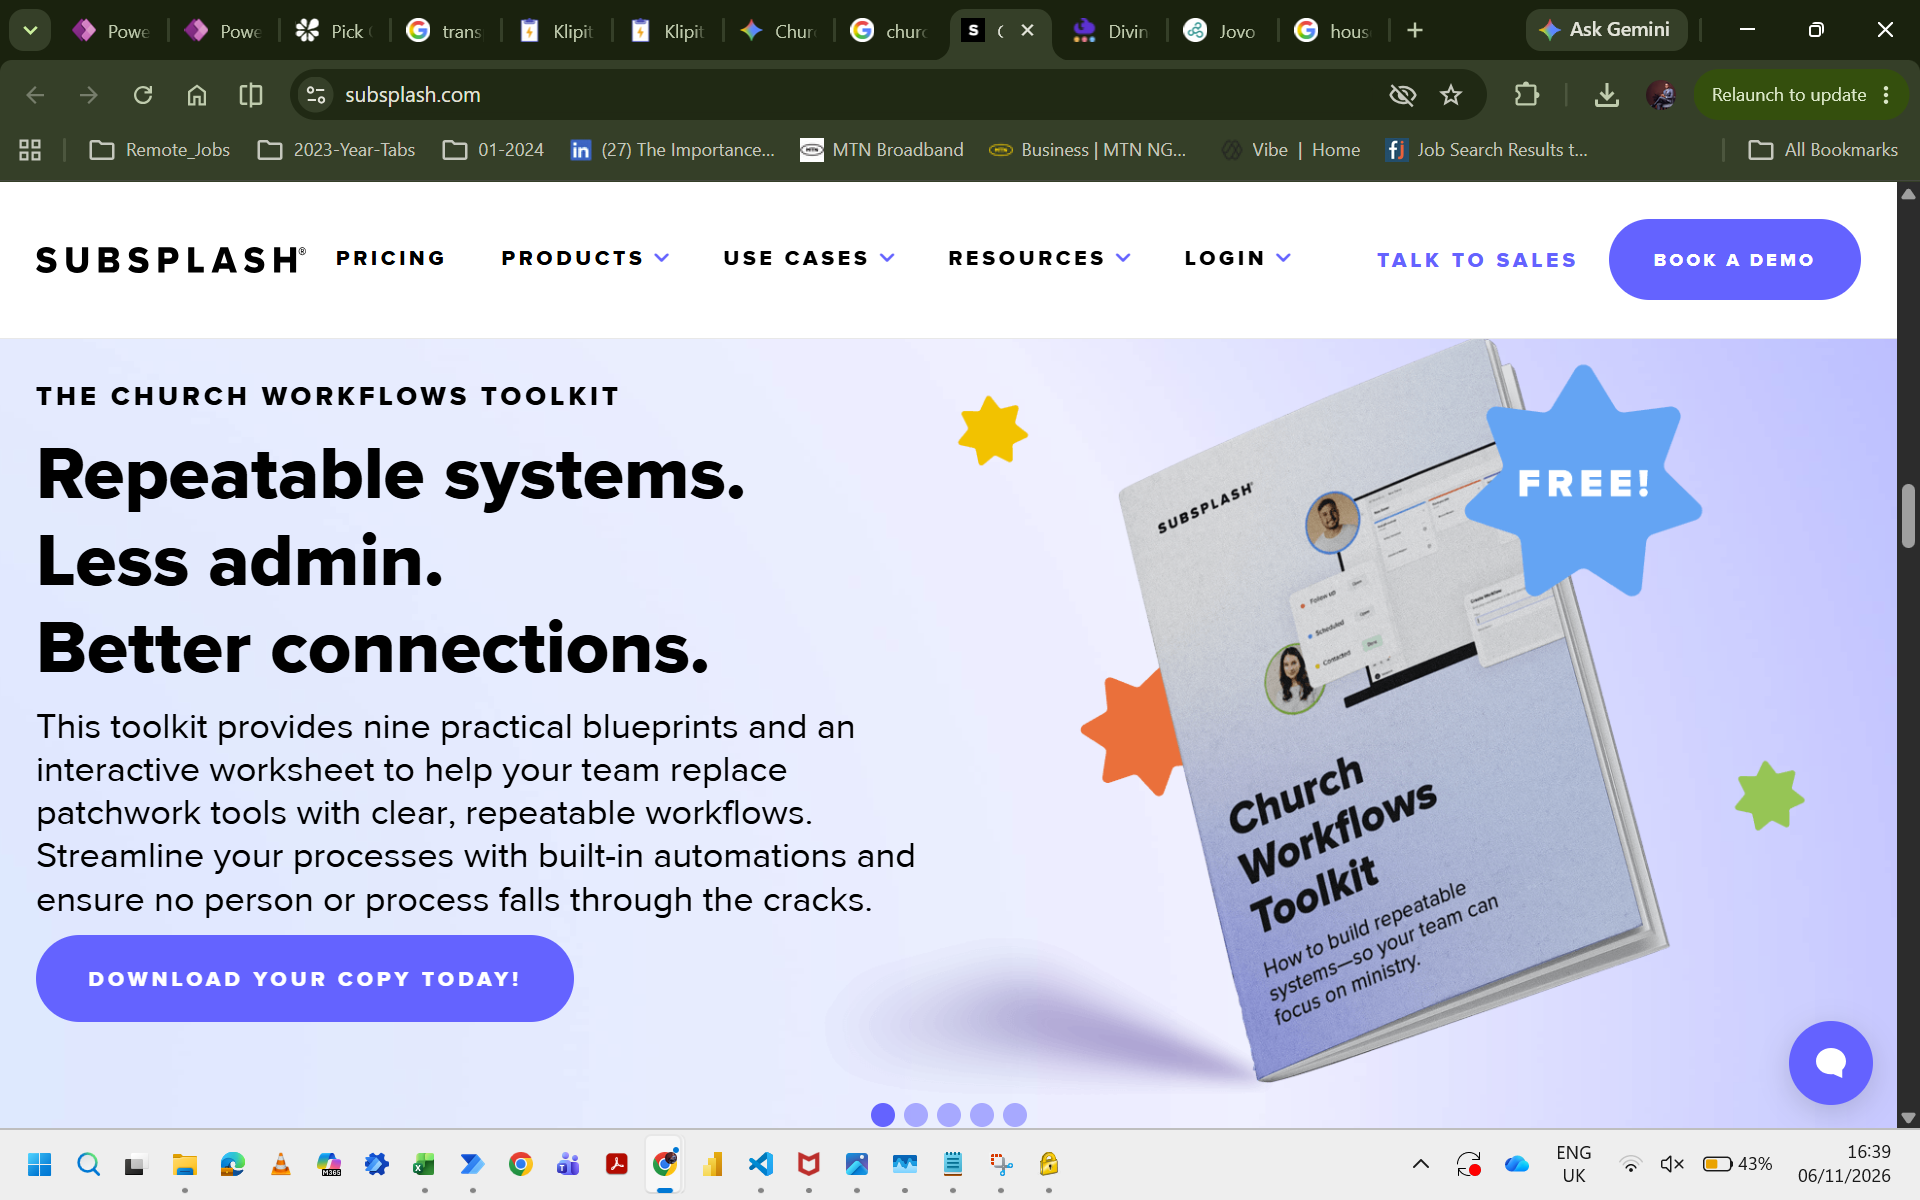 Powe
Powe
Pick
trans
Klipit
Klipit
Chur
churc
Divin
Jovo
hous
Ask Gemini
subsplash.com
Relaunch to update
Remote_Jobs
2023-Year-Tabs
01-2024
(27) The Importance...
MTN Broadband
Business | MTN NG...
Vibe | Home
Job Search Results t...
All Bookmarks
SUBSPLASH®
PRICING
PRODUCTS
USE CASES
RESOURCES
LOGIN
TALK TO SALES
BOOK A DEMO
THE CHURCH WORKFLOWS TOOLKIT
Repeatable systems.
Less admin.
Better connections.
This toolkit provides nine practical blueprints and an
interactive worksheet to help your team replace
patchwork tools with clear, repeatable workflows.
Streamline your processes with built-in automations and
ensure no person or process falls through the cracks.
DOWNLOAD YOUR COPY TODAY!
FREE!
SUBSPLASH
Follow up
Scheduled
Contacted
Church
Workflows
Toolkit
How to build repeatable
systems—so your team can
focus on ministry.
ENG
UK
43%
16:39
06/11/2026